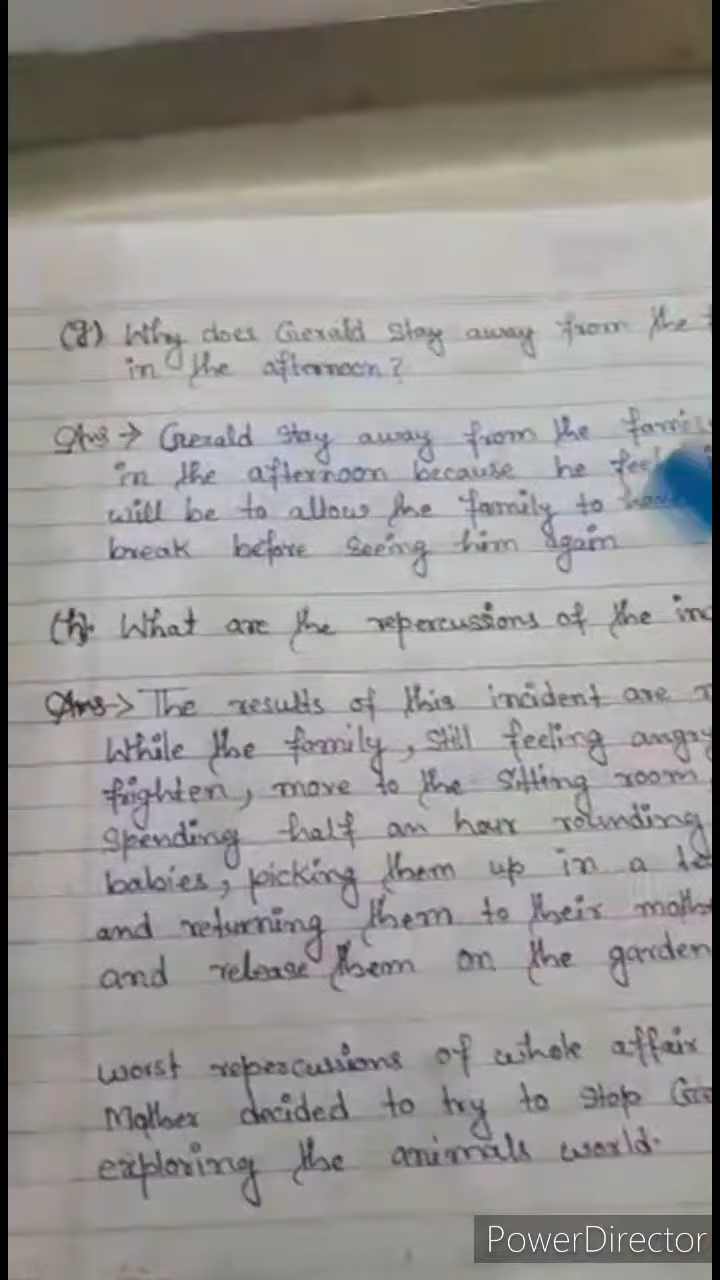 (g) Why does Gerald stay away from the
in the afternoon?
Ans → Gerald stay away from the
in the afternoon because he
will be to allow the family to
break before seeing him again
(h) What are the repercussions of the
Ans → The results of this incident are
While the family, still feeling angry
frighten, move to the sitting room
spending half an hour rounding
babies, picking them up in a
and returning them to their
and release them on the garden
worst repercussions of whole affair
Mother decided to try to stop
exploring the animals world.
PowerDirector